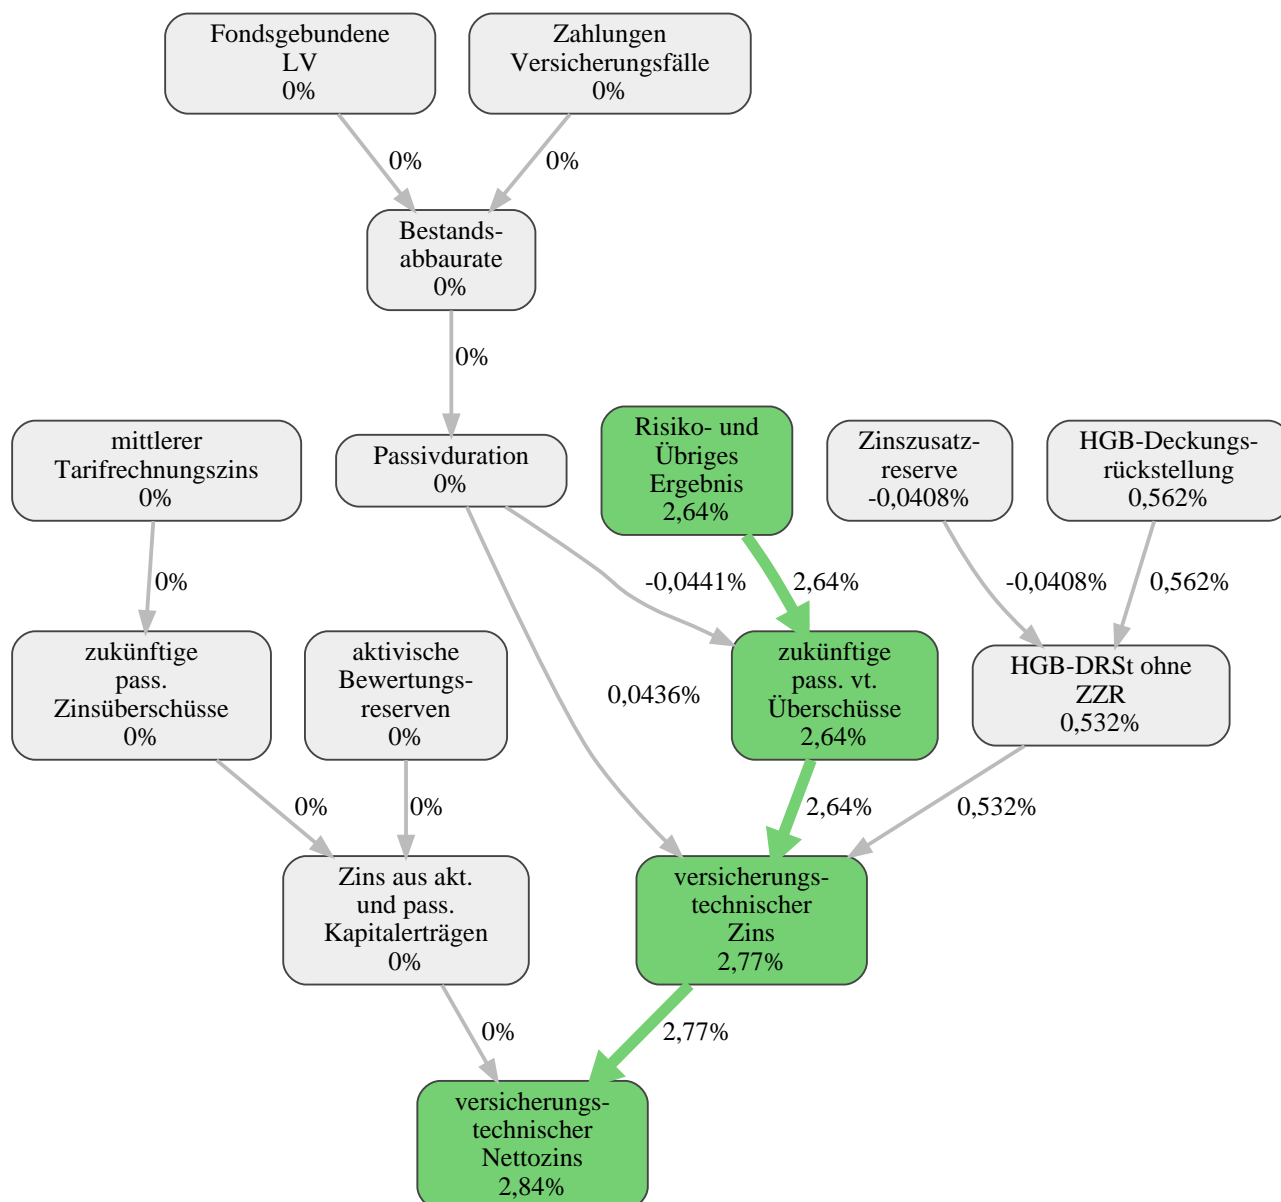 Fondsgebundene
LV
0%
Zahlungen
Versicherungsfälle
0%
0%
0%
Bestands-
abbaurate
0%
0%
mittlerer
Tarifrechnungszins
0%
Passivduration
0%
Risiko- und
Übriges
Ergebnis
2,64%
Zinszusatz-
reserve
-0,0408%
HGB-Deckungs-
rückstellung
0,562%
0%
-0,0441%
2,64%
-0,0408%
0,562%
zukünftige
pass.
Zinsüberschüsse
0%
aktivische
Bewertungs-
reserven
0%
0,0436%
zukünftige
pass. vt.
Überschüsse
2,64%
HGB-DRSt ohne
ZZR
0,532%
0%
0%
2,64%
0,532%
Zins aus akt.
und pass.
Kapitalerträgen
0%
versicherungs-
technischer
Zins
2,77%
0%
2,77%
versicherungs-
technischer
Nettozins
2,84%